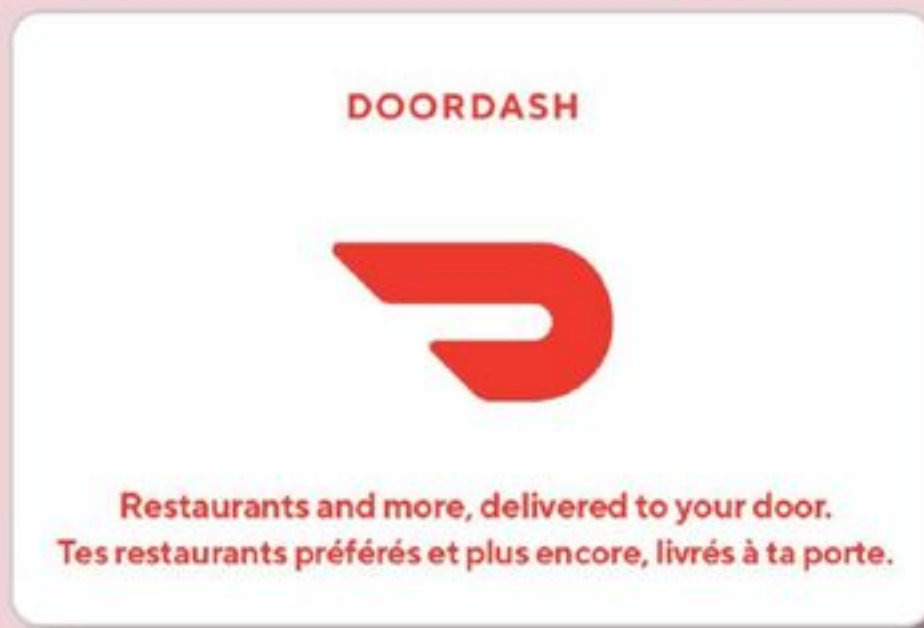 DOORDASH
Restaurants and more, delivered to your door.
Tes restaurants préférés et plus encore, livrés à ta porte.